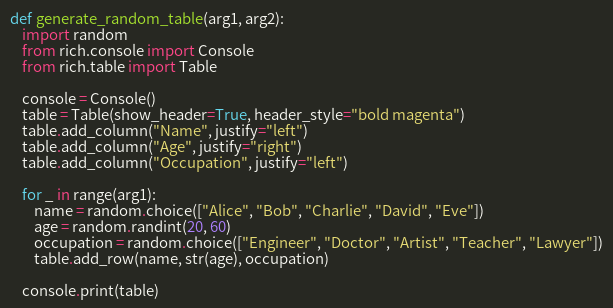 def generate_random_table(arg1, arg2):
    import random
    from rich.console import Console
    from rich.table import Table

    console = Console()
    table = Table(show_header=True, header_style="bold magenta")
    table.add_column("Name", justify="left")
    table.add_column("Age", justify="right")
    table.add_column("Occupation", justify="left")

    for _ in range(arg1):
        name = random.choice(["Alice", "Bob", "Charlie", "David", "Eve"])
        age = random.randint(20, 60)
        occupation = random.choice(["Engineer", "Doctor", "Artist", "Teacher", "Lawyer"])
        table.add_row(name, str(age), occupation)

    console.print(table)